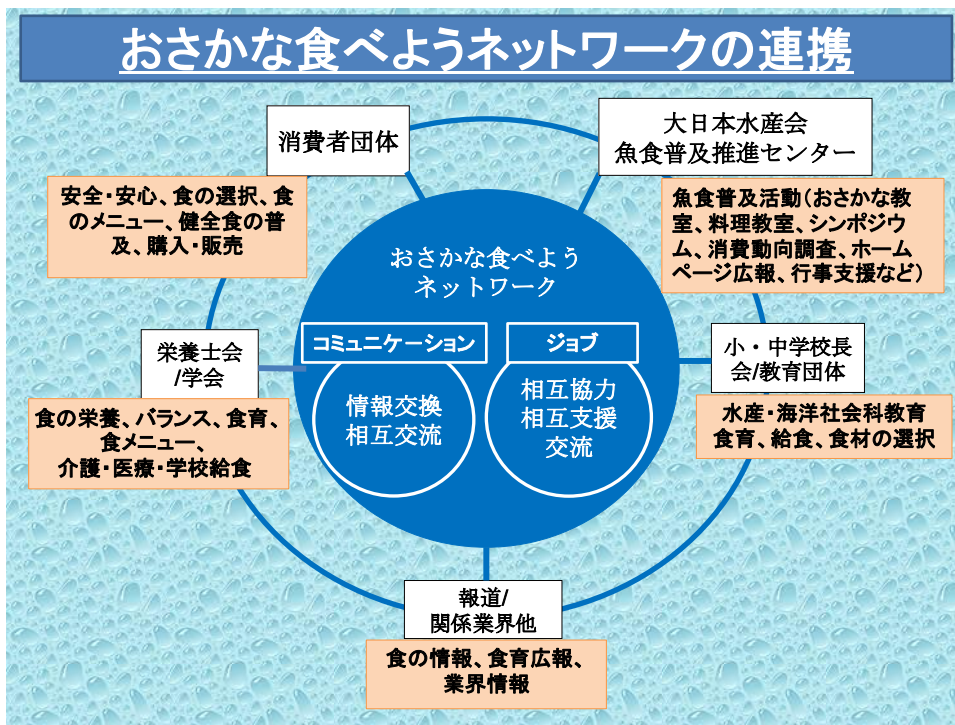 おさかな食べようネットワークの連携
消費者団体
安全・安心、食の選択、食
のメニュー、健全食の普
及、購入・販売
大日本水産会
魚食普及推進センター
魚食普及活動（おさかな教
室、料理教室、シンポジウ
ム、消費動向調査、ホーム
ページ広報、行事支援など）
おさかな食べよう
ネットワーク
コミュニケーション
情報交換
相互交流
ジョブ
相互協力
相互支援
交流
栄養士会
/学会
食の栄養、バランス、食育、
食メニュー、
介護・医療・学校給食
小・中学校長
会/教育団体
水産・海洋社会科教育
食育、給食、食材の選択
報道/
関係業界他
食の情報、食育広報、
業界情報